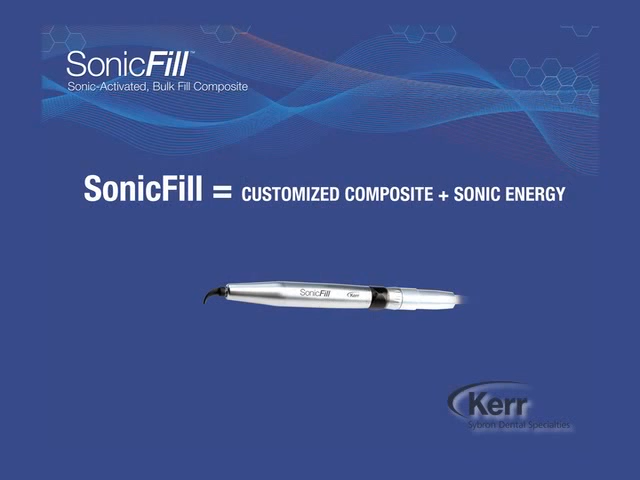 SonicFill™
Sonic-Activated, Bulk Fill Composite
SonicFill = CUSTOMIZED COMPOSITE + SONIC ENERGY
SonicFill Kerr
Kerr
Sybron Dental Specialties